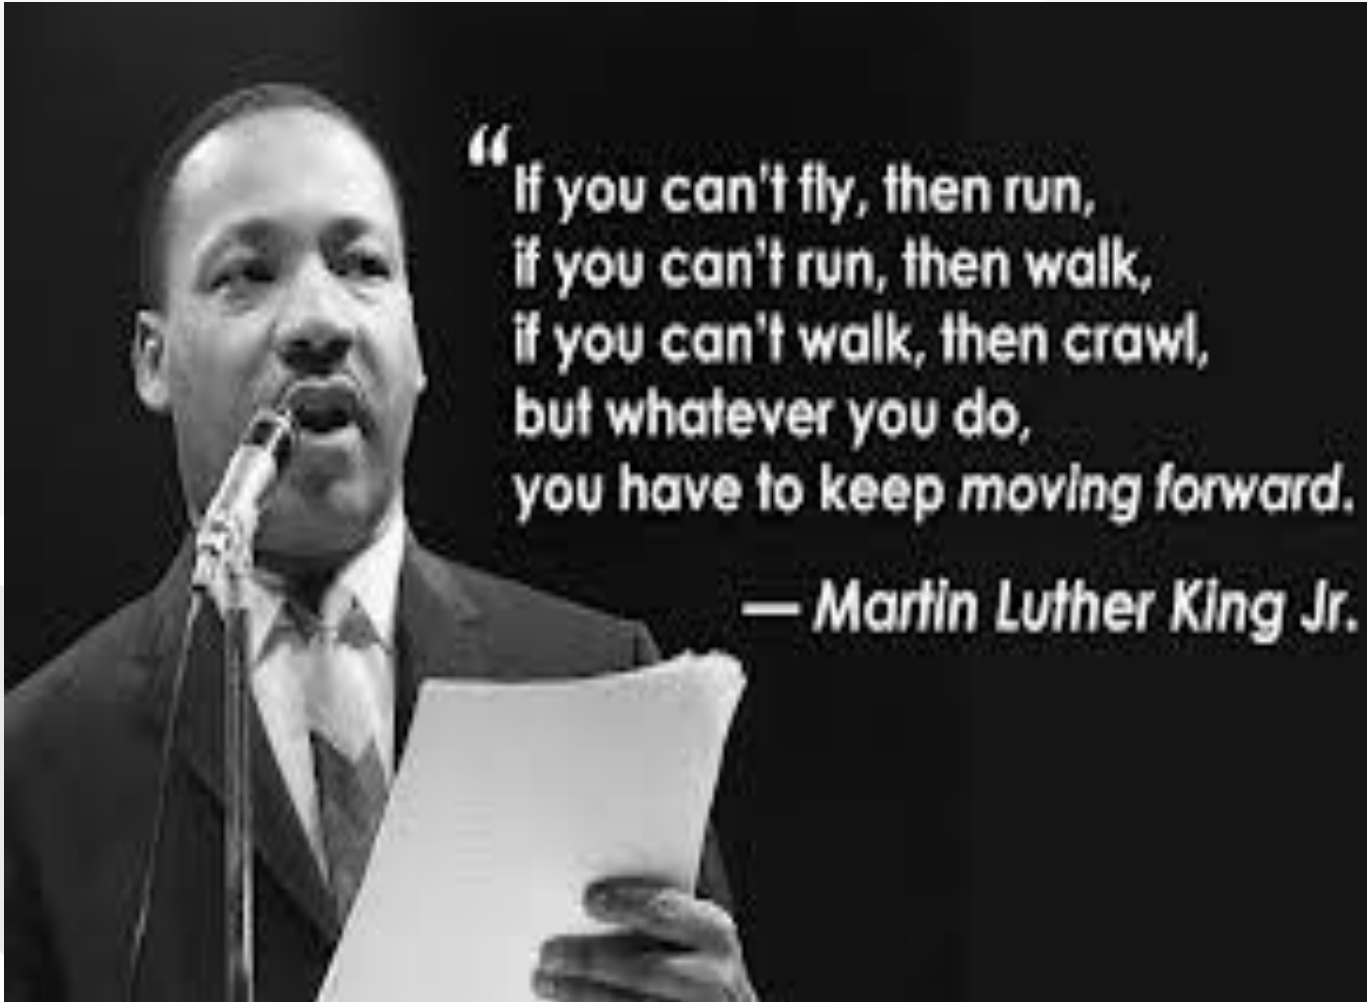 “If you can't fly, then run,
if you can't run, then walk,
if you can't walk, then crawl,
but whatever you do,
you have to keep moving forward.
— Martin Luther King Jr.